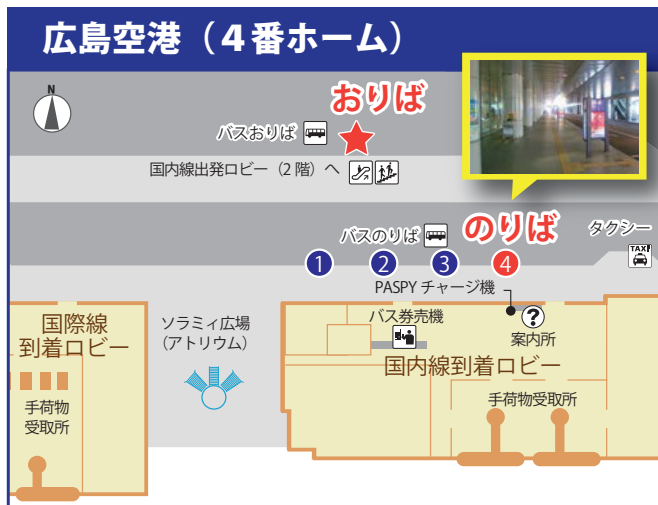 広島空港（４番ホーム）
N
おりば
バスおりば
国内線出発ロビー（2 階）へ
バスのりば
のりば
タクシー
TAXI
1
2
3
4
PASPY チャージ機
国際線
到着ロビー
ソラミィ広場
（アトリウム）
バス券売機
?
案内所
国内線到着ロビー
手荷物
受取所
手荷物受取所